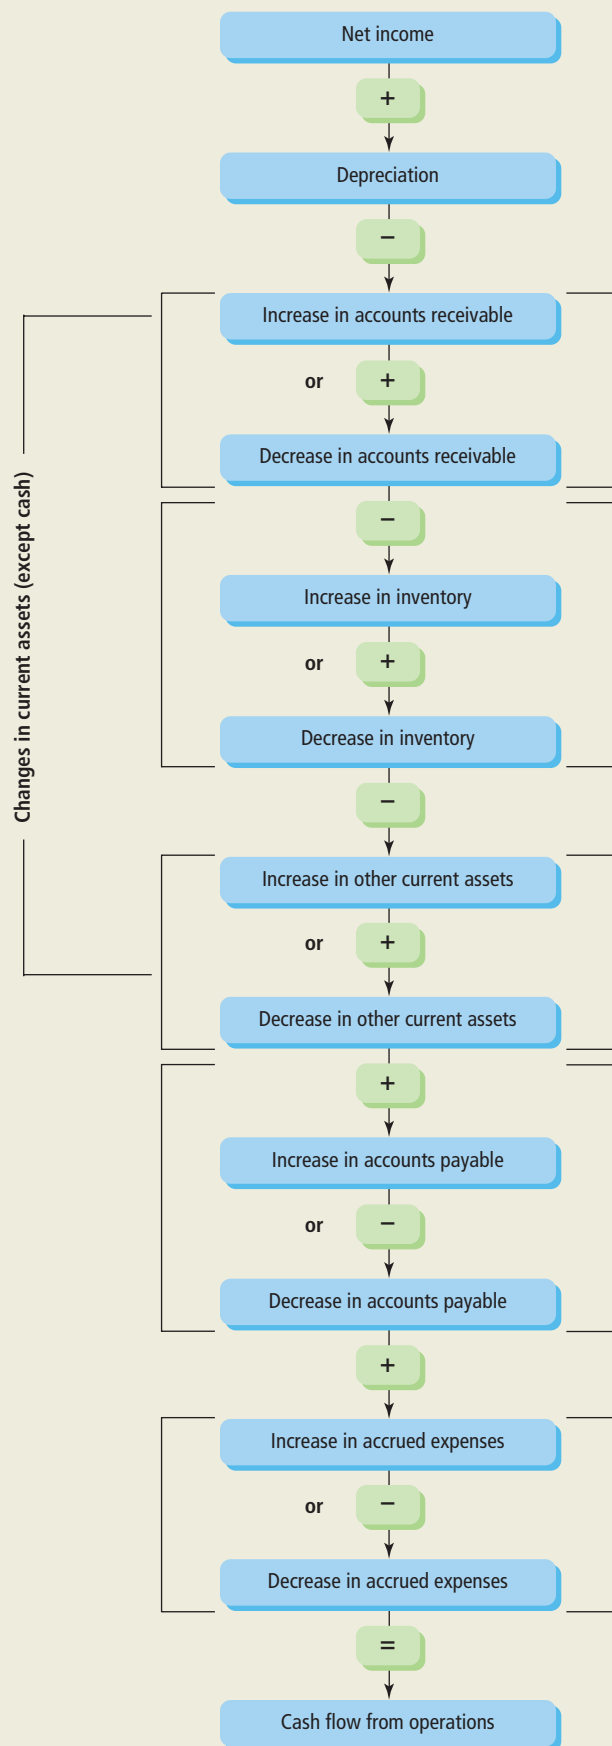 Net income
+
Depreciation
−
Increase in accounts receivable
or +
Decrease in accounts receivable
−
Increase in inventory
or +
Decrease in inventory
−
Increase in other current assets
or +
Decrease in other current assets
+
Increase in accounts payable
or −
Decrease in accounts payable
+
Increase in accrued expenses
or −
Decrease in accrued expenses
=
Cash flow from operations
Changes in current assets (except cash)